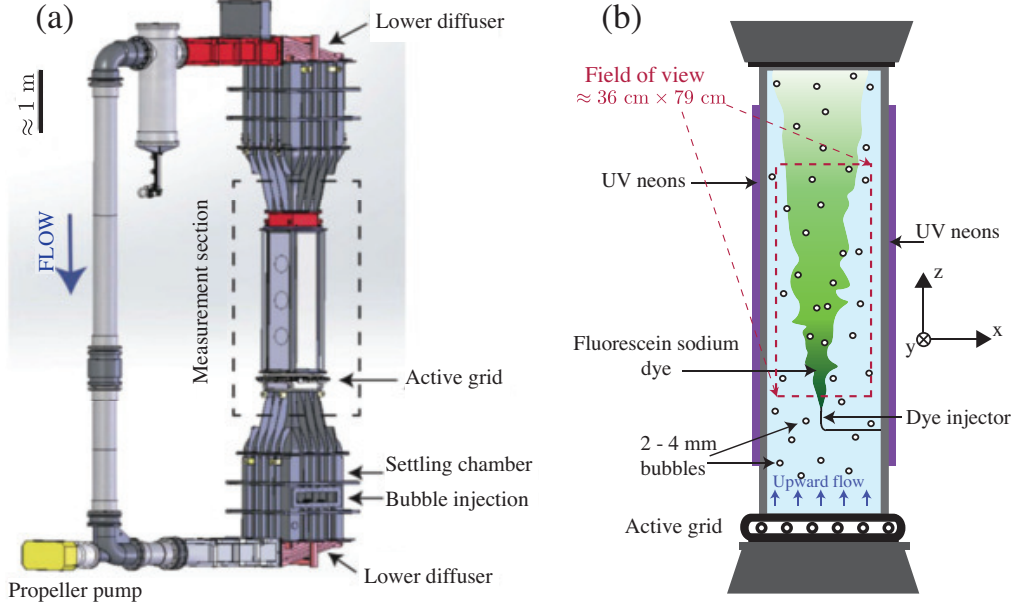 (a)
Lower diffuser
≈ 1 m
FLOW
Measurement section
Active grid
Settling chamber
Bubble injection
Lower diffuser
Propeller pump
(b)
Field of view
≈ 36 cm × 79 cm
UV neons
UV neons
z
x
y
Fluorescein sodium
dye
Dye injector
2 - 4 mm
bubbles
Upward flow
Active grid